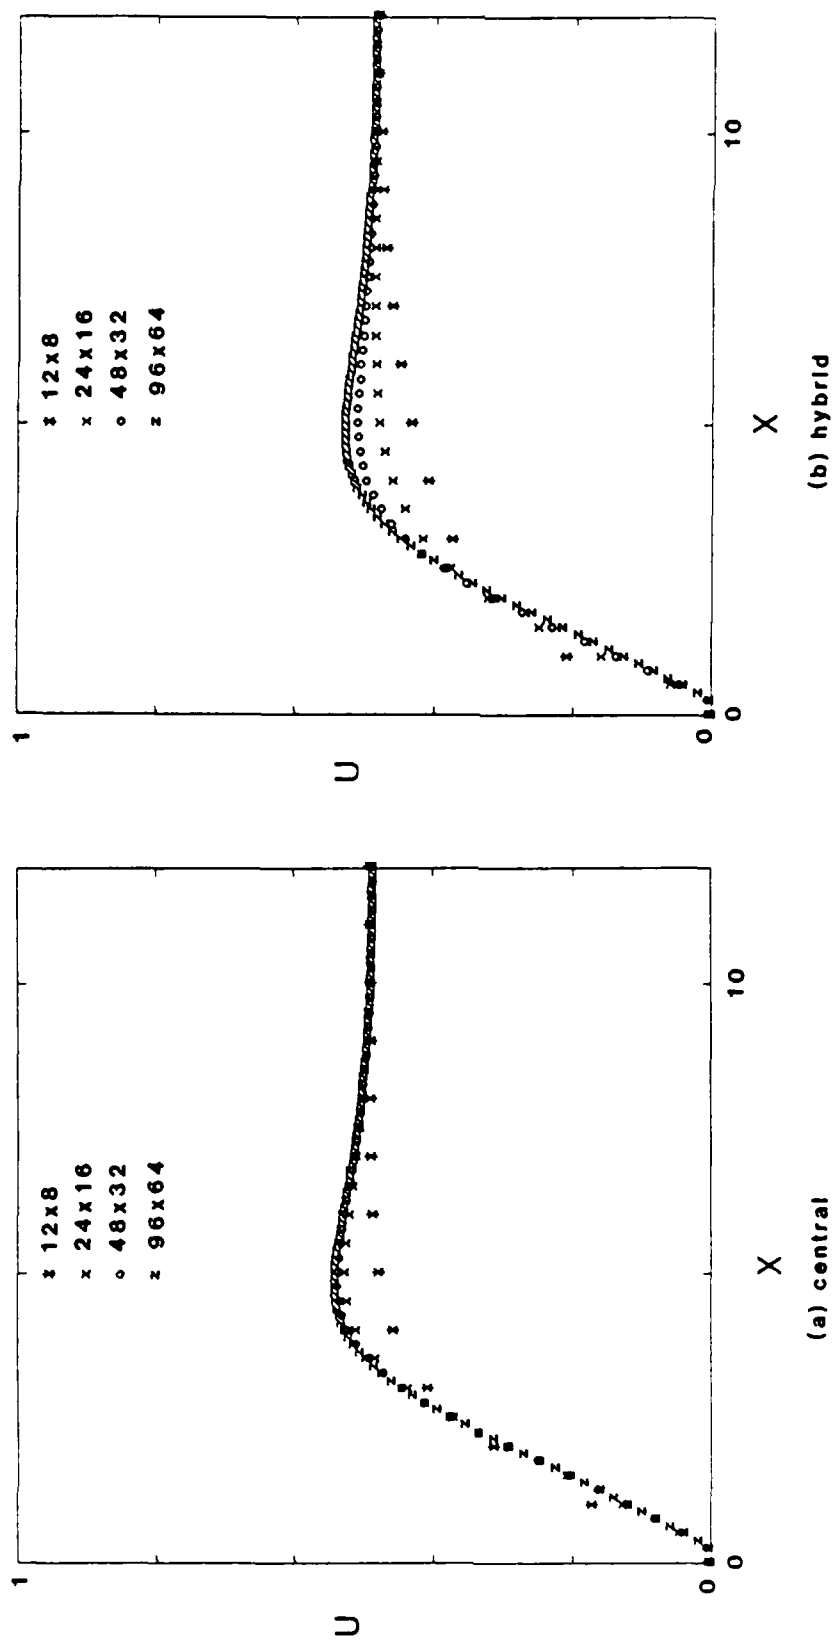 1
U
0
0
10
X
ж 12x8
x 24x16
o 48x32
z 96x64
(a) central
1
U
0
0
10
X
ж 12x8
x 24x16
o 48x32
z 96x64
(b) hybrid